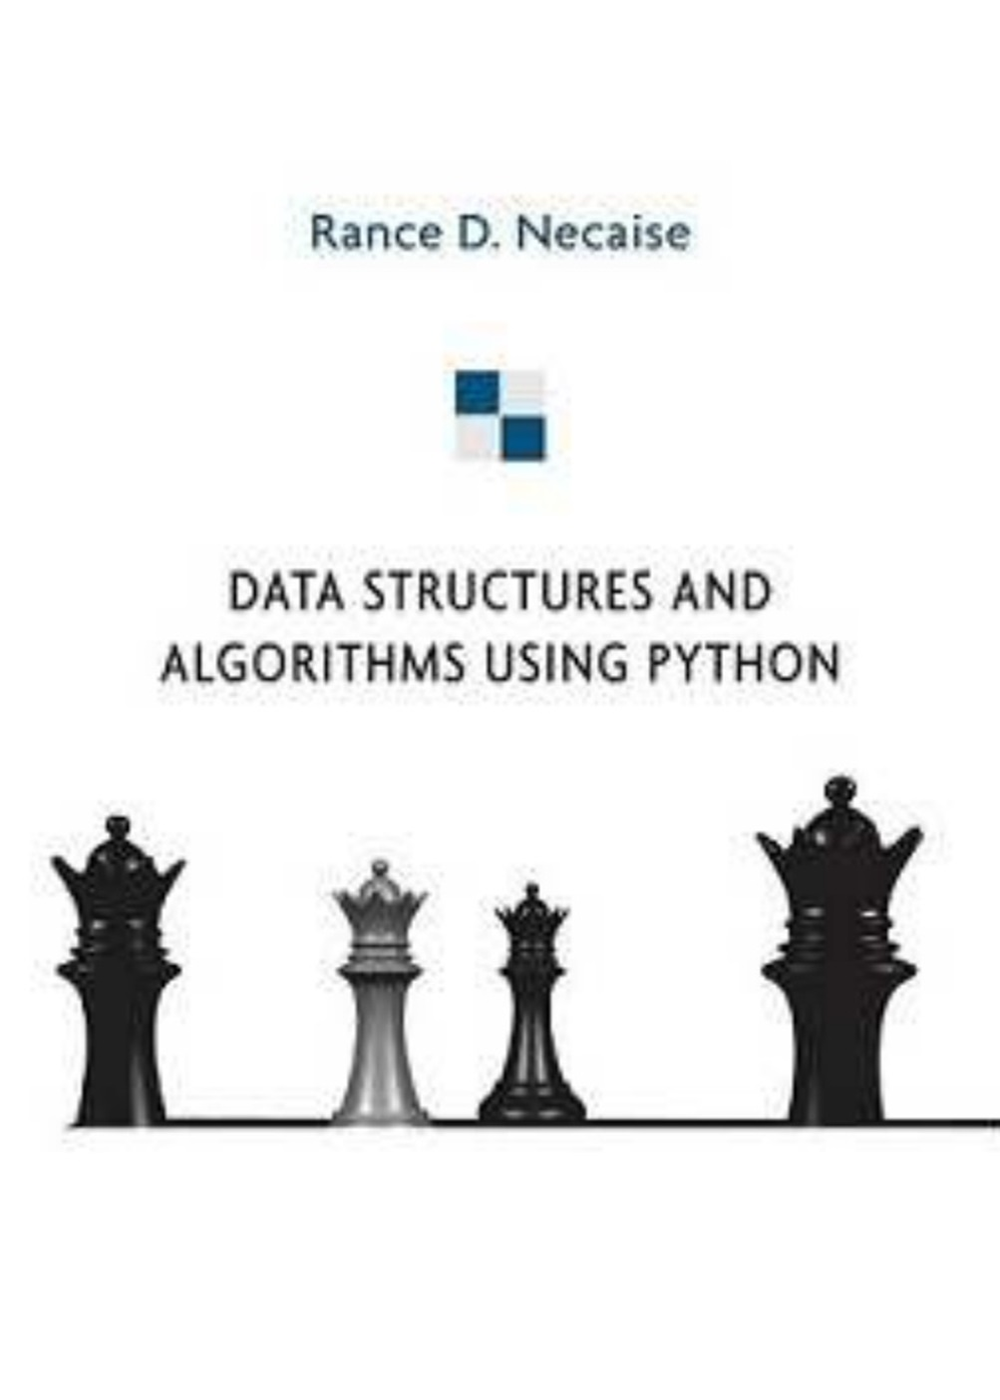 Rance D. Necaise
DATA STRUCTURES AND
ALGORITHMS USING PYTHON